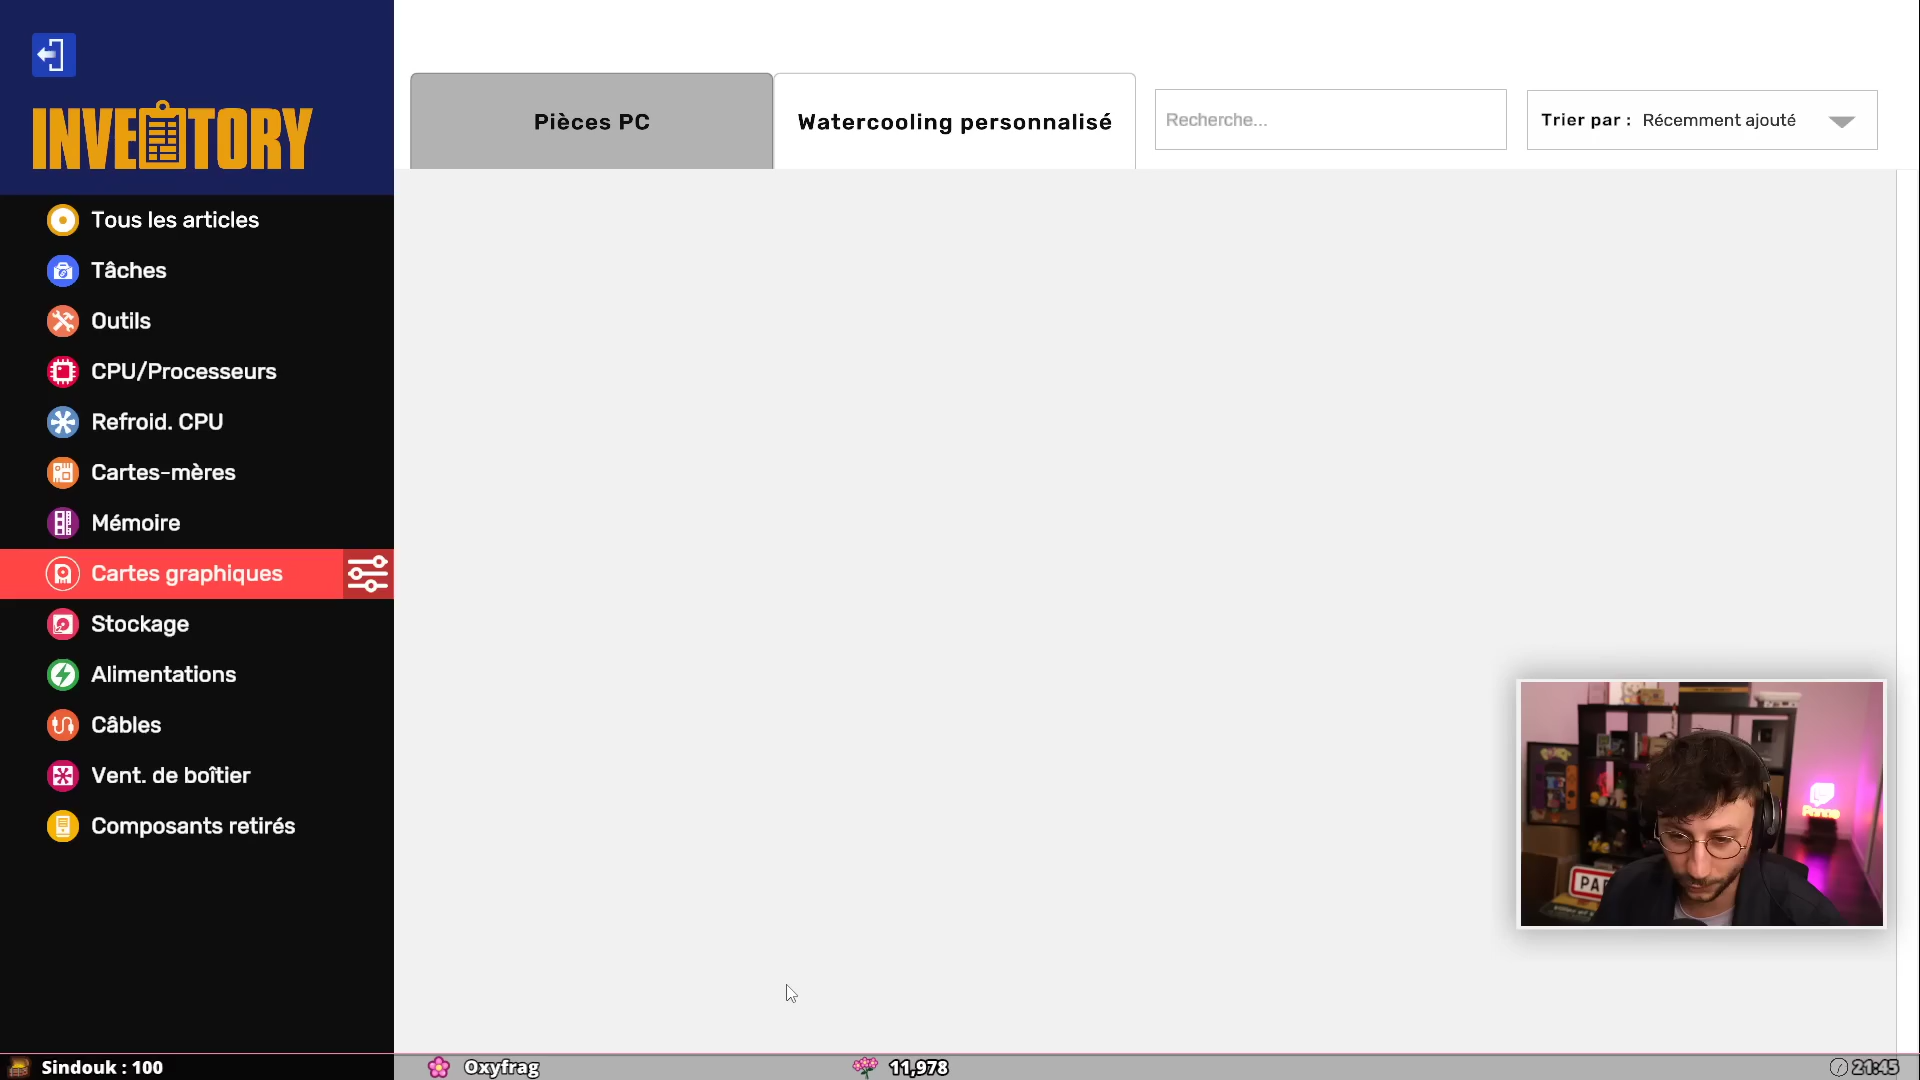 INVENTORY
Pièces PC
Watercooling personnalisé
Recherche...
Trier par : Récemment ajouté
Tous les articles
Tâches
Outils
CPU/Processeurs
Refroid. CPU
Cartes-mères
Mémoire
Cartes graphiques
Stockage
Alimentations
Câbles
Vent. de boîtier
Composants retirés
Ponce
PAR
Sindouk : 100
Oxyfrag
11,978
21:45